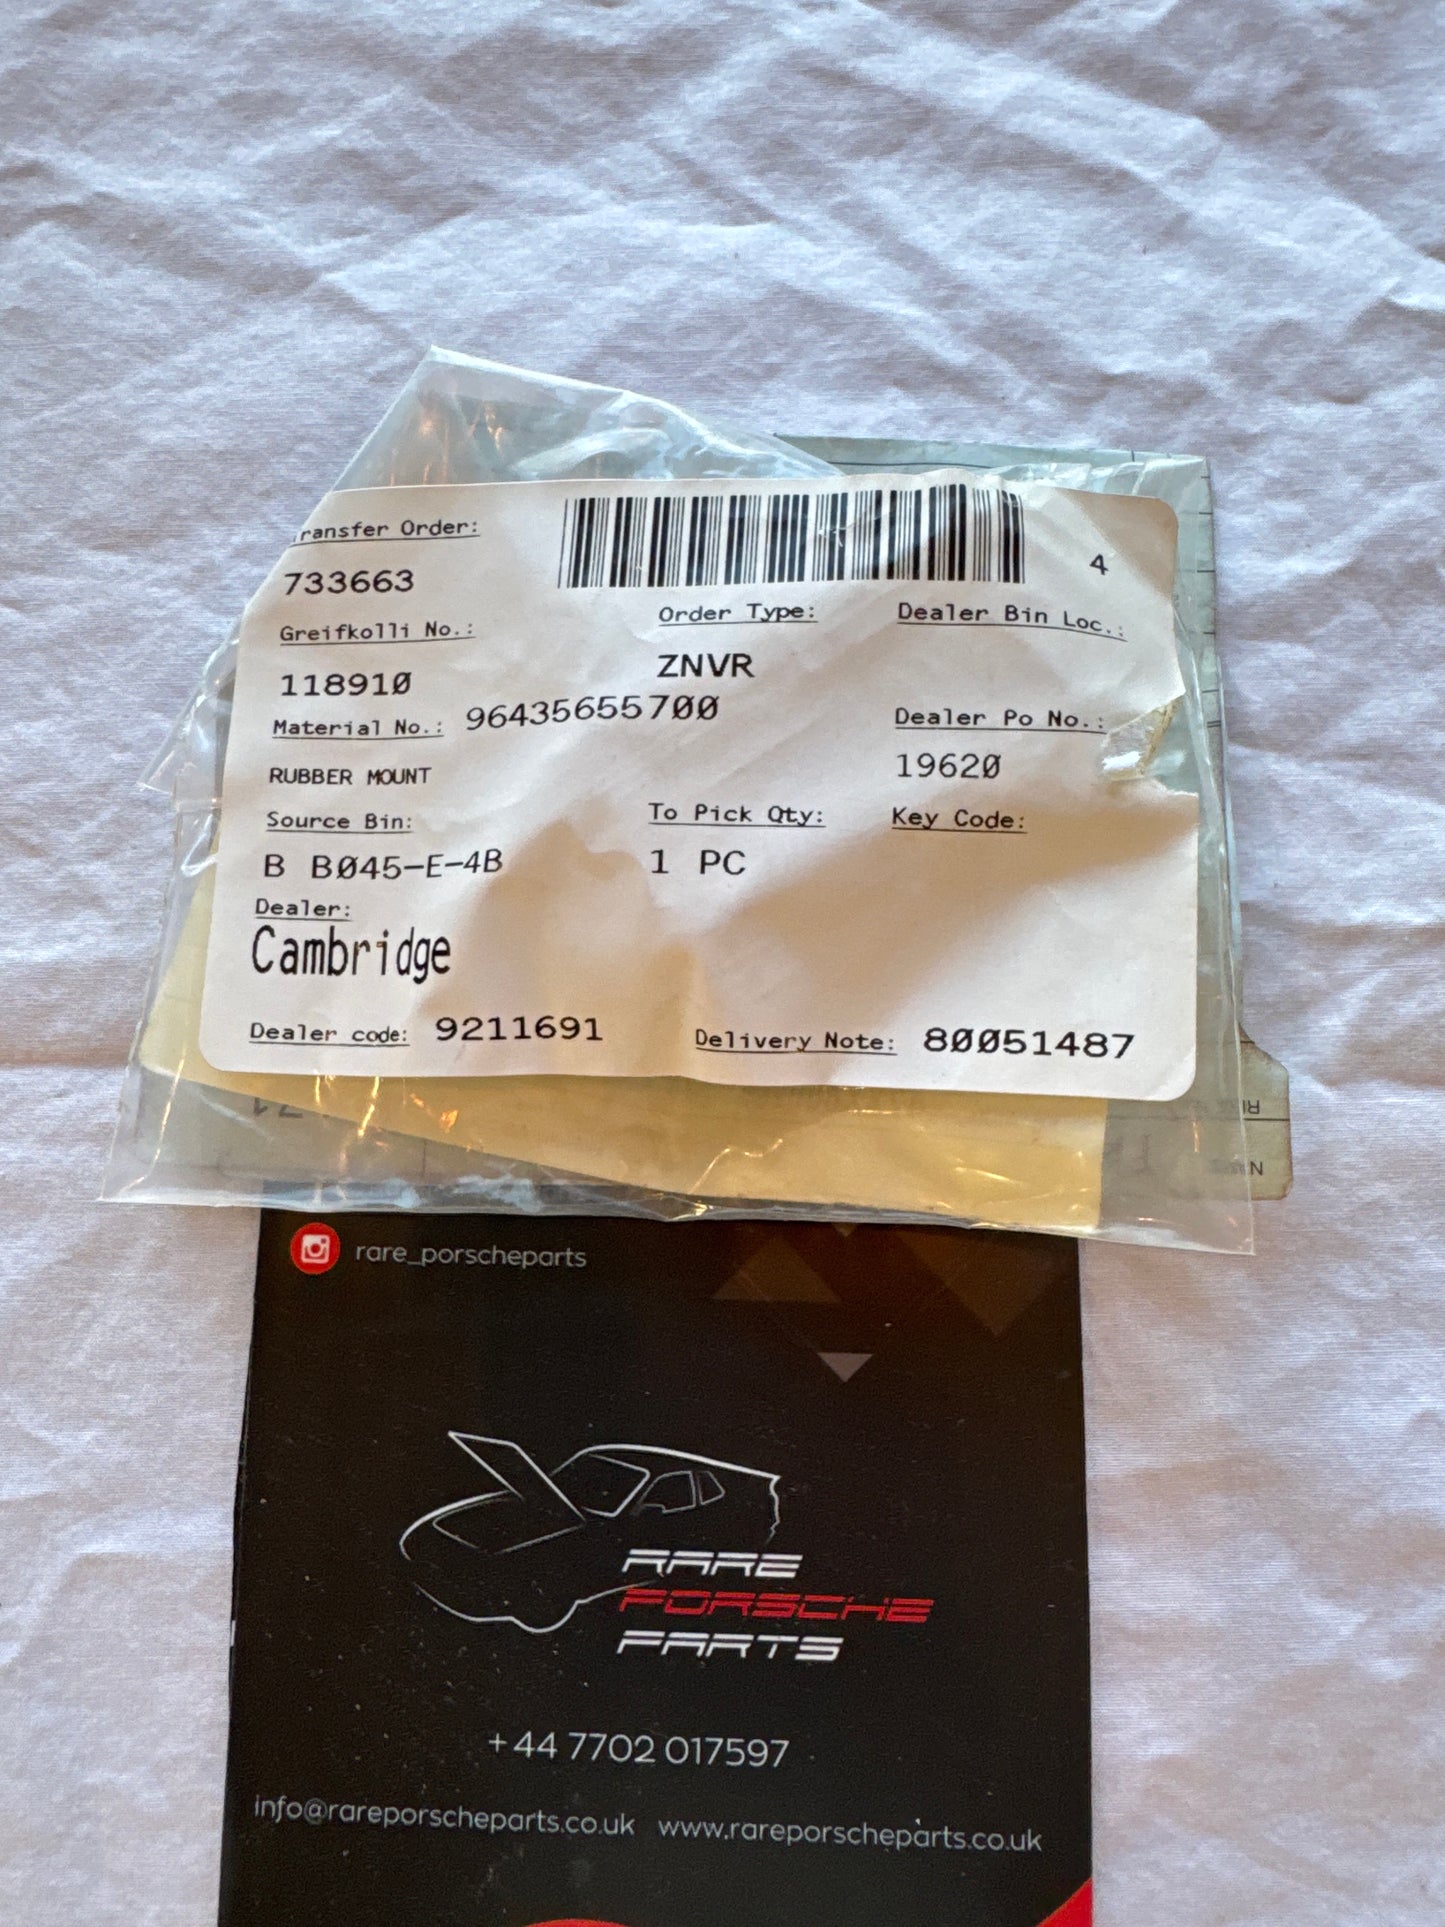 ransfer Order:
733663
4
Greifkolli No.:
Order Type:
Dealer Bin Loc.:
118910
ZNVR
Material No.: 96435655700
Dealer Po No.:
RUBBER MOUNT
19620
Source Bin:
To Pick Qty:
Key Code:
B B045-E-4B
1 PC
Dealer:
Cambridge
Dealer code: 9211691
Delivery Note: 80051487
rare_porscheparts
RARE
PORSCHE
PARTS
+44 7702 017597
info@rareporscheparts.co.uk www.rareporscheparts.co.uk